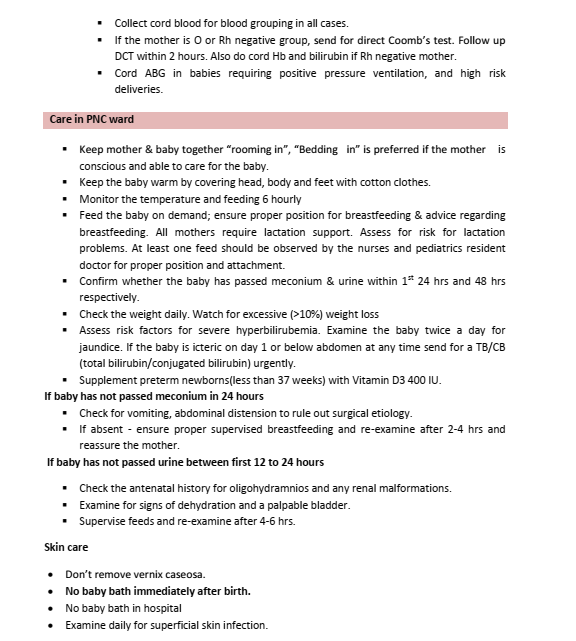 ▪ Collect cord blood for blood grouping in all cases.
▪ If the mother is O or Rh negative group, send for direct Coomb's test. Follow up
DCT within 2 hours. Also do cord Hb and bilirubin if Rh negative mother.
▪ Cord ABG in babies requiring positive pressure ventilation, and high risk
deliveries.
Care in PNC ward
▪ Keep mother & baby together "rooming in", "Bedding in" is preferred if the mother is
conscious and able to care for the baby.
▪ Keep the baby warm by covering head, body and feet with cotton clothes.
▪ Monitor the temperature and feeding 6 hourly
▪ Feed the baby on demand; ensure proper position for breastfeeding & advice regarding
breastfeeding. All mothers require lactation support. Assess for risk for lactation
problems. At least one feed should be observed by the nurses and pediatrics resident
doctor for proper position and attachment.
▪ Confirm whether the baby has passed meconium & urine within 1st 24 hrs and 48 hrs
respectively.
▪ Check the weight daily. Watch for excessive (>10%) weight loss
▪ Assess risk factors for severe hyperbilirubemia. Examine the baby twice a day for
jaundice. If the baby is icteric on day 1 or below abdomen at any time send for a TB/CB
(total bilirubin/conjugated bilirubin) urgently.
▪ Supplement preterm newborns(less than 37 weeks) with Vitamin D3 400 IU.
If baby has not passed meconium in 24 hours
▪ Check for vomiting, abdominal distension to rule out surgical etiology.
▪ If absent - ensure proper supervised breastfeeding and re-examine after 2-4 hrs and
reassure the mother.
If baby has not passed urine between first 12 to 24 hours
▪ Check the antenatal history for oligohydramnios and any renal malformations.
▪ Examine for signs of dehydration and a palpable bladder.
▪ Supervise feeds and re-examine after 4-6 hrs.
Skin care
• Don't remove vernix caseosa.
• No baby bath immediately after birth.
• No baby bath in hospital
• Examine daily for superficial skin infection.